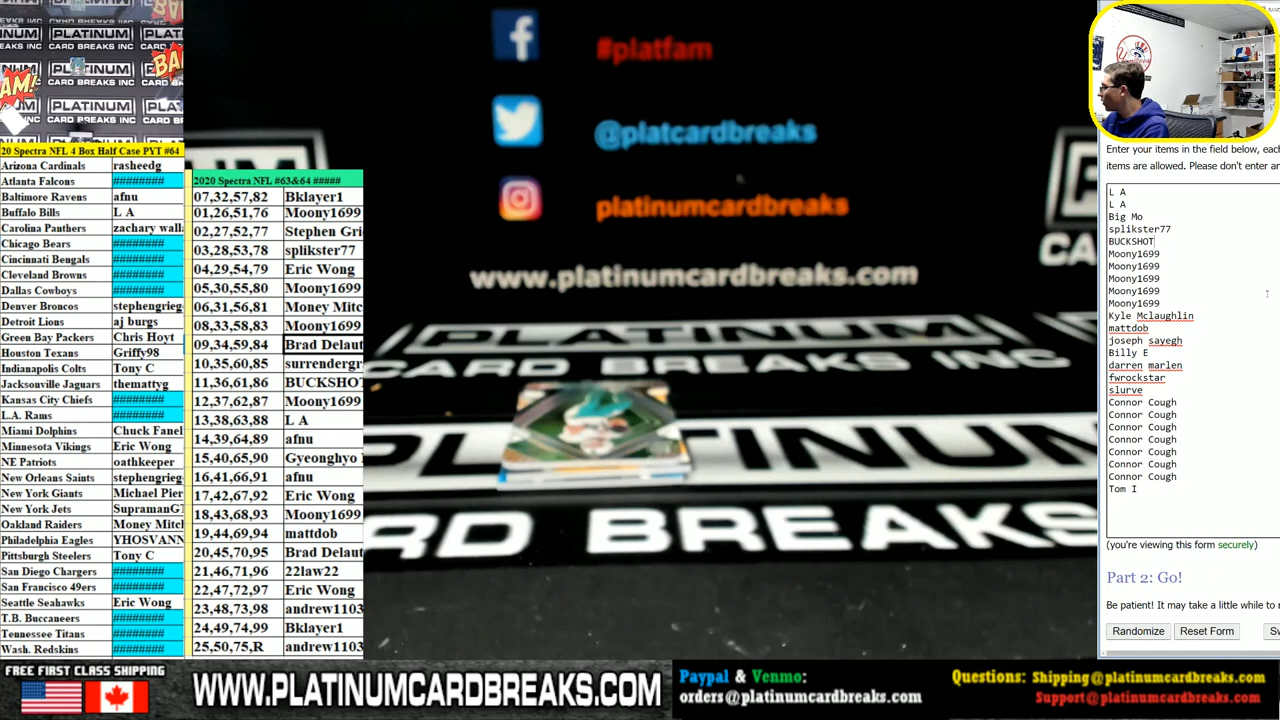 BREAKS INC
PLATINUM
CARD BREAKS INC
20 Spectra NFL 4 Box Half Case PYT #64
Arizona Cardinals rasheedg
Atlanta Falcons ########
Baltimore Ravens afnu
Buffalo Bills L A
Carolina Panthers zachary wall
Chicago Bears ########
Cincinnati Bengals ########
Cleveland Browns ########
Dallas Cowboys ########
Denver Broncos stephengrieg
Detroit Lions aj burgs
Green Bay Packers Chris Hoyt
Houston Texans Griffy98
Indianapolis Colts Tony C
Jacksonville Jaguars themattyg
Kansas City Chiefs ########
L.A. Rams ########
Miami Dolphins Chuck Fanel
Minnesota Vikings Eric Wong
NE Patriots oathkeeper
New Orleans Saints stephengrieg
New York Giants Michael Pier
New York Jets SupramanGT
Oakland Raiders Money Mitch
Philadelphia Eagles YHOSVANN
Pittsburgh Steelers Tony C
San Diego Chargers ########
San Francisco 49ers ########
Seattle Seahawks Eric Wong
T.B. Buccaneers ########
Tennessee Titans ########
Wash. Redskins ########
2020 Spectra NFL #63&64 #####
07,32,57,82 Bklayer1
01,26,51,76 Moony1699
02,27,52,77 Stephen Gri
03,28,53,78 splikster77
04,29,54,79 Eric Wong
05,30,55,80 Moony1699
06,31,56,81 Money Mitc
08,33,58,83 Moony1699
09,34,59,84 Brad Delaut
10,35,60,85 surrendergr
11,36,61,86 BUCKSHOT
12,37,62,87 Moony1699
13,38,63,88 L A
14,39,64,89 afnu
15,40,65,90 Gyeonghyo
16,41,66,91 afnu
17,42,67,92 Eric Wong
18,43,68,93 Moony1699
19,44,69,94 mattdob
20,45,70,95 Brad Delaut
21,46,71,96 22law22
22,47,72,97 Eric Wong
23,48,73,98 andrew1103
24,49,74,99 Bklayer1
25,50,75,R andrew1103
#platfam
@platcardbreaks
platinumcardbreaks
www.platinumcardbreaks.com
PLATINUM
CARD BREAKS INC
PLATINUM
CARD BREAKS
Enter your items in the field below, eac
items are allowed. Please don't enter an
L A
L A
Big Mo
splikster77
BUCKSHOT
Moony1699
Moony1699
Moony1699
Moony1699
Moony1699
Kyle Mclaughlin
mattdob
joseph sayegh
Billy E
darren marlen
fwrockstar
slurve
Connor Cough
Connor Cough
Connor Cough
Connor Cough
Connor Cough
Connor Cough
Connor Cough
Tom I
(you're viewing this form securely)
Part 2: Go!
Be patient! It may take a little while to
Randomize Reset Form
FREE FIRST CLASS SHIPPING
WWW.PLATINUMCARDBREAKS.COM
Paypal & Venmo:
orders@platinumcardbreaks.com
Questions: Shipping@platinumcardbreaks.com
Support@platinumcardbreaks.com